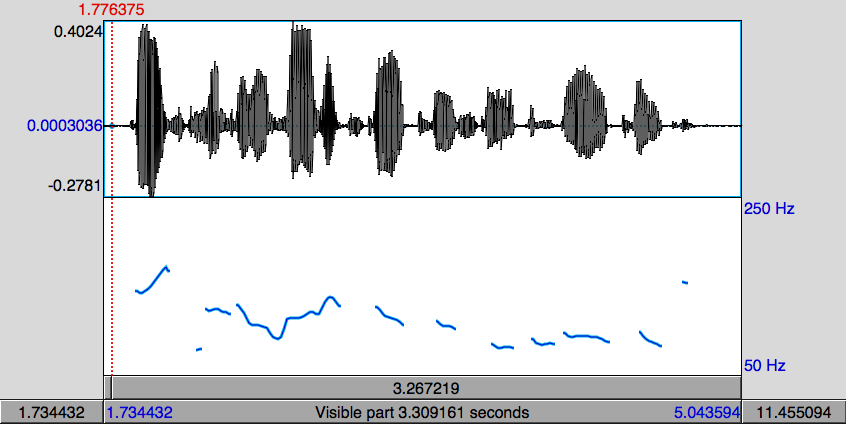 1.776375
0.4024
0.0003036
-0.2781
250 Hz
50 Hz
3.267219
1.734432 1.734432 Visible part 3.309161 seconds 5.043594 11.455094